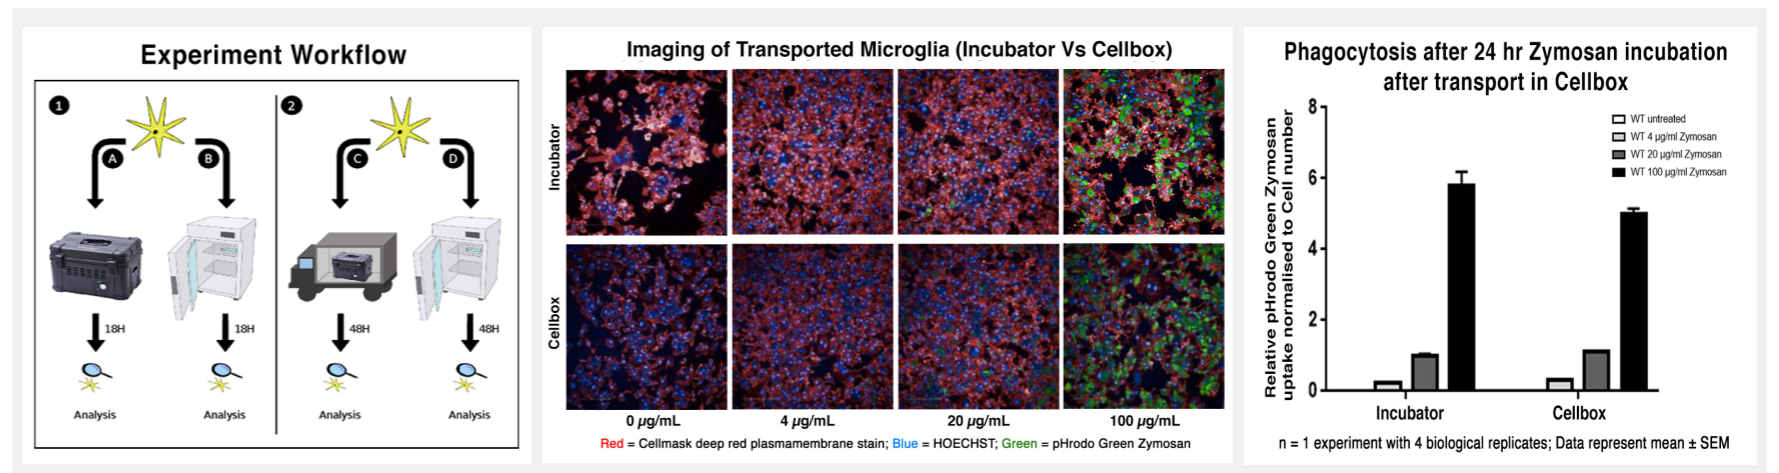 Experiment Workflow
1
2
A
B
C
D
18H
18H
48H
48H
Analysis
Analysis
Analysis
Analysis
Imaging of Transported Microglia (Incubator Vs Cellbox)
Incubator
Cellbox
0 µg/mL
4 µg/mL
20 µg/mL
100 µg/mL
Red = Cellmask deep red plasmamembrane stain; Blue = HOECHST; Green = pHrodo Green Zymosan
Phagocytosis after 24 hr Zymosan incubation
after transport in Cellbox
Relative pHrodo Green Zymosan
uptake normalised to Cell number
8
6
4
2
0
WT untreated
WT 4 µg/ml Zymosan
WT 20 µg/ml Zymosan
WT 100 µg/ml Zymosan
Incubator
Cellbox
n = 1 experiment with 4 biological replicates; Data represent mean ± SEM